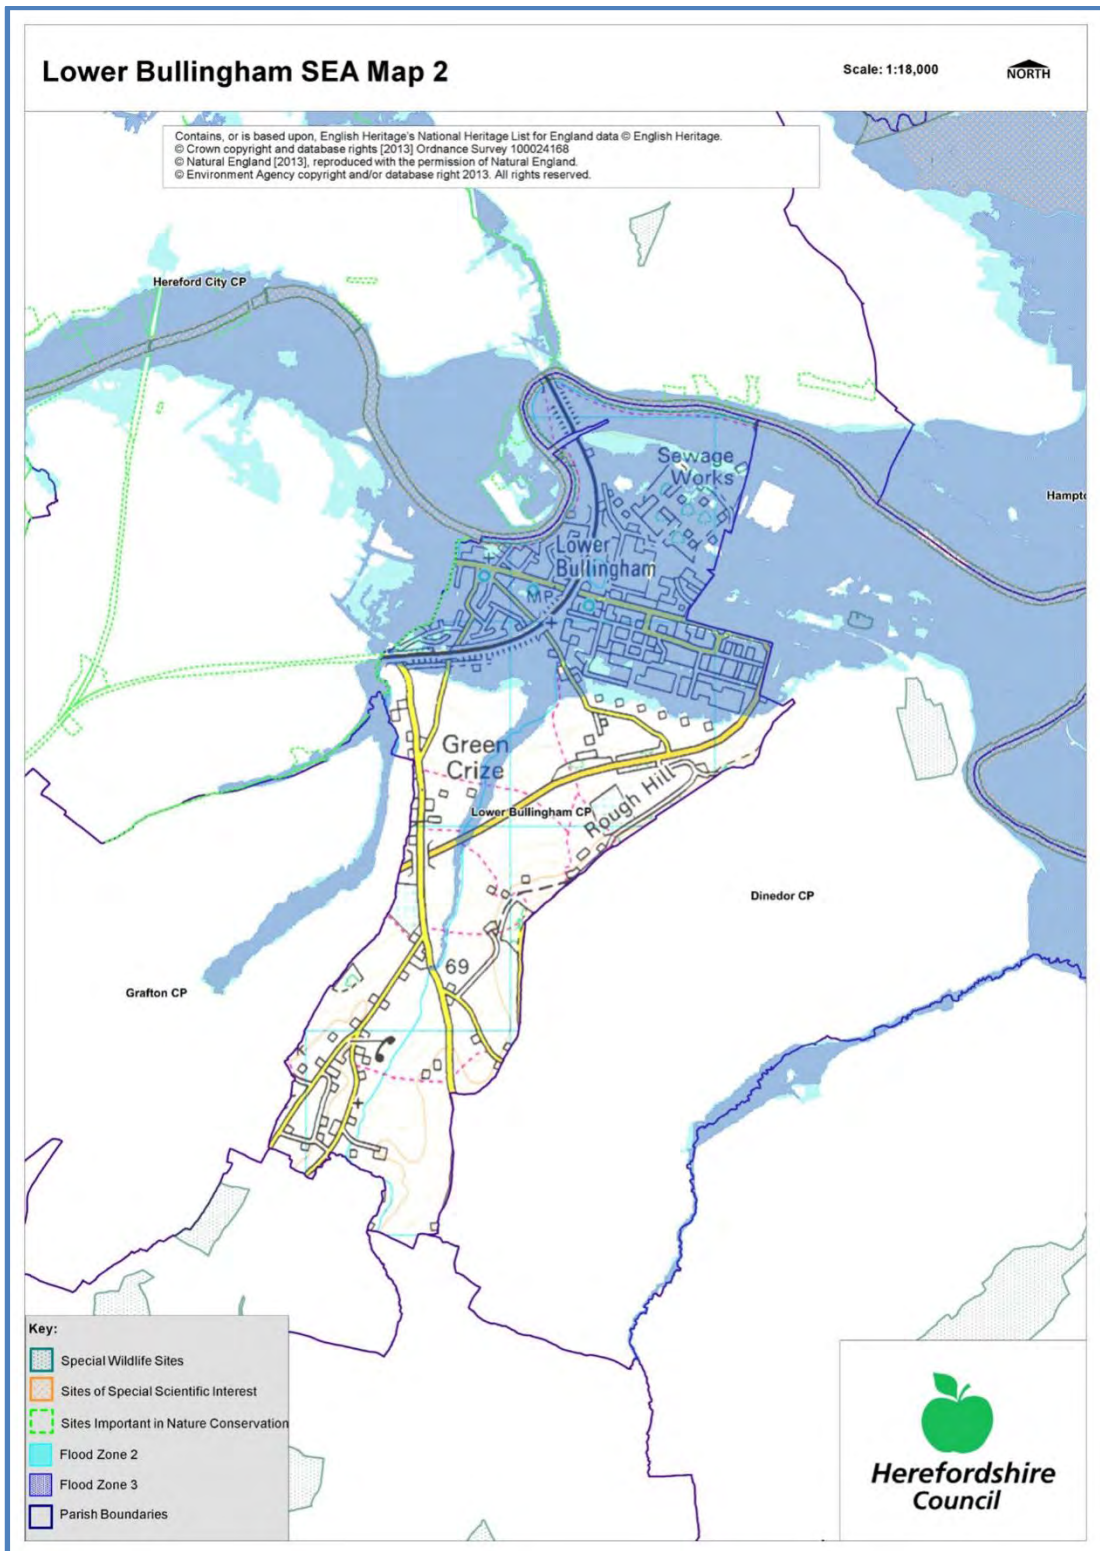 Lower Bullingham SEA Map 2
Scale: 1:18,000
NORTH
Contains, or is based upon, English Heritage's National Heritage List for England data © English Heritage.
© Crown copyright and database rights [2013] Ordnance Survey 100024168
© Natural England [2013], reproduced with the permission of Natural England.
© Environment Agency copyright and/or database right 2013. All rights reserved.
Hereford City CP
Sewage
Works
Hampto
Lower
Bullingham
MP
Green
Crize
Rough Hill
Lower Bullingham CP
Dinedor CP
69
Grafton CP
Key:
Special Wildlife Sites
Sites of Special Scientific Interest
Sites Important in Nature Conservation
Flood Zone 2
Flood Zone 3
Parish Boundaries
Herefordshire
Council